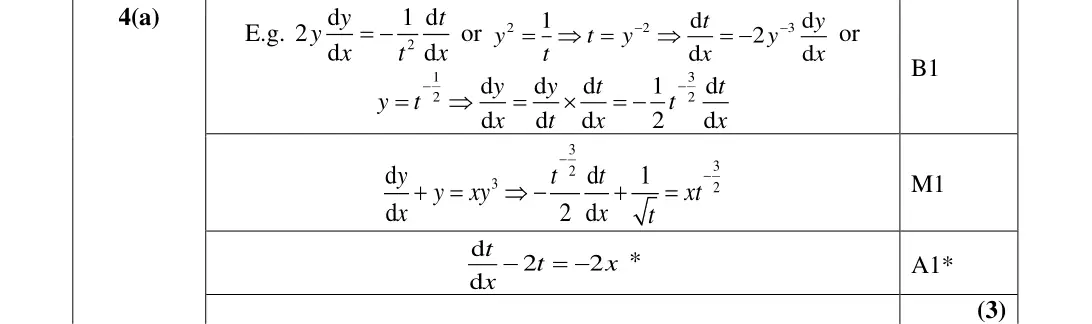 4(a)
E.g. 2y dy/dx = − 1/t² dt/dx or y² = 1/t ⇒ t = y⁻² ⇒ dt/dx = −2y⁻³ dy/dx or
y = t^(−1/2) ⇒ dy/dx = dy/dt × dt/dx = − 1/2 t^(−3/2) dt/dx
B1
dy/dx + y = xy³ ⇒ − t^(−3/2)/2 dt/dx + 1/√t = xt^(−3/2)
M1
dt/dx − 2t = −2x *
A1*
(3)